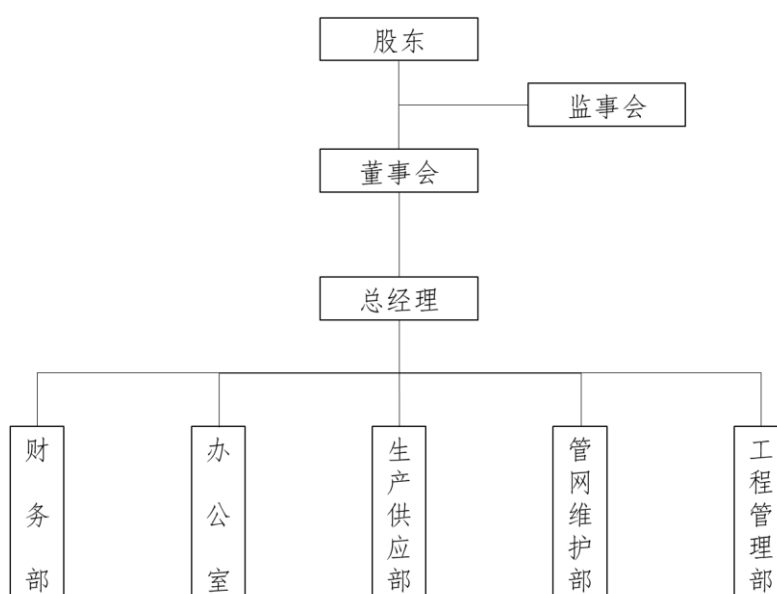 股东
监事会
董事会
总经理
财务部
办公室
生产供应部
管网维护部
工程管理部